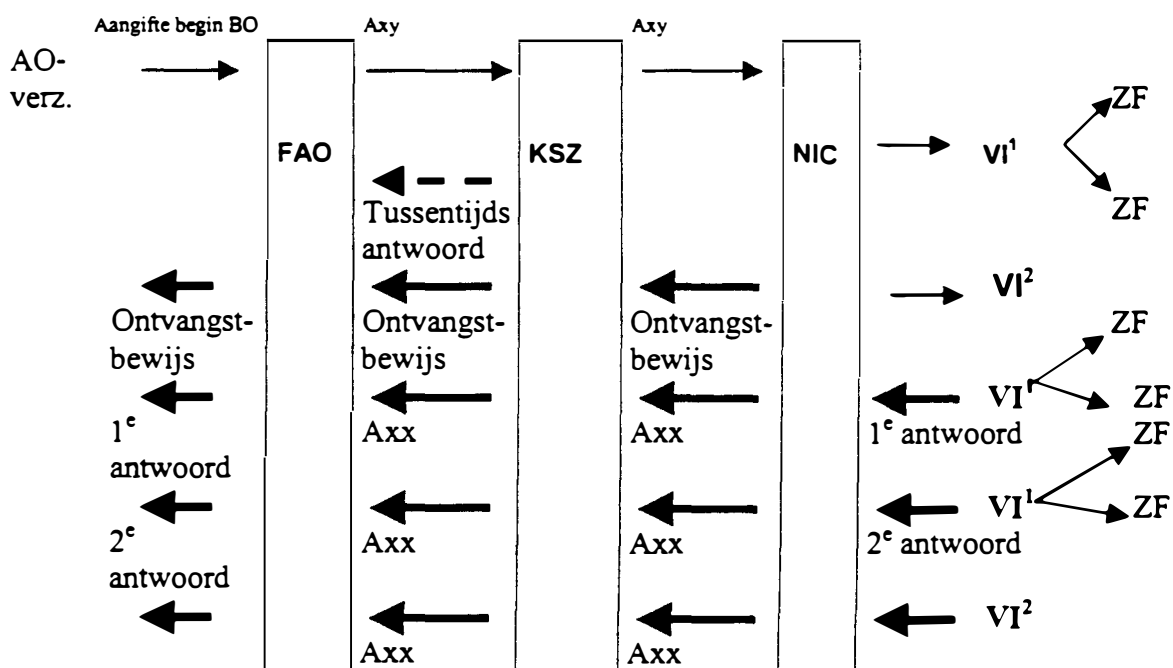 Aangifte begin BO Axy Axy
AO-
verz.
ZF
FAO KSZ NIC VI¹
ZF
Tussentijds
antwoord
VI²
Ontvangst- Ontvangst- Ontvangst-
bewijs bewijs bewijs
ZF
VI¹ ZF
1ᵉ Axx Axx 1ᵉ antwoord
antwoord
ZF
VI¹ ZF
2ᵉ Axx Axx 2ᵉ antwoord
antwoord
VI²
Axx Axx